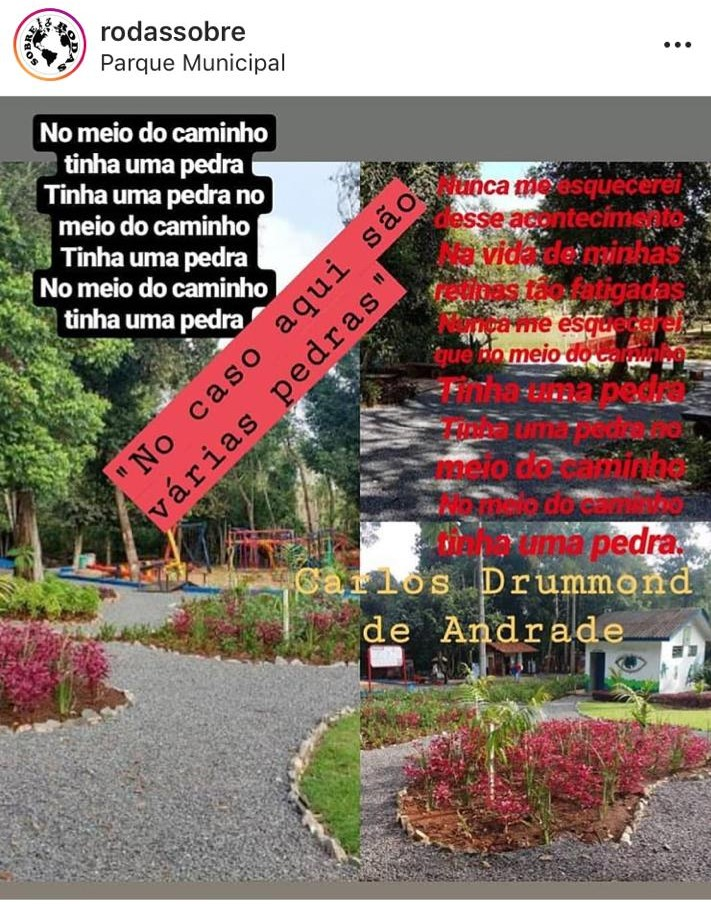 rodassobre
Parque Municipal
SOBRE RODAS
No meio do caminho
tinha uma pedra
Tinha uma pedra no
meio do caminho
Tinha uma pedra
No meio do caminho
tinha uma pedra
"No caso aqui são
várias pedras"
Nunca me esquecerei
desse acontecimento
Na vida de minhas
retinas tão fatigadas
Nunca me esquecerei
que no meio do caminho
Tinha uma pedra
Tinha uma pedra no
meio do caminho
No meio do caminho
tinha uma pedra.
Carlos Drummond
de Andrade